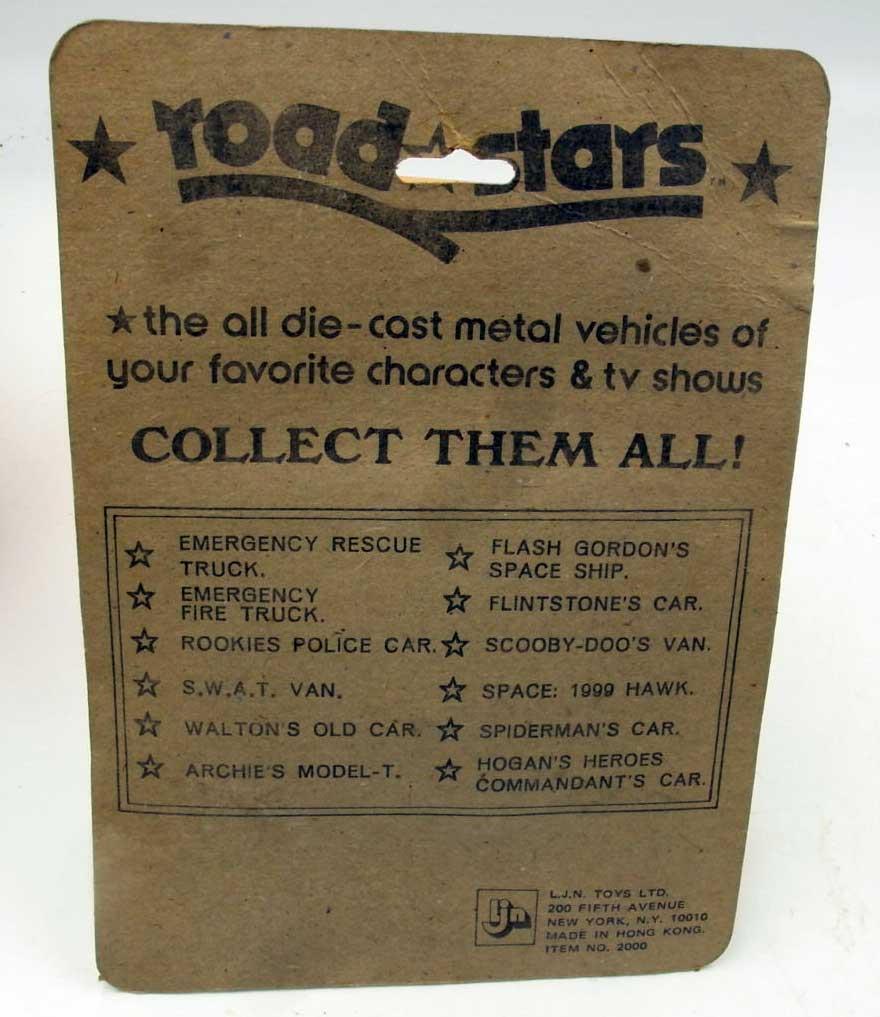 road stars TM
the all die-cast metal vehicles of
your favorite characters & tv shows
COLLECT THEM ALL!
EMERGENCY RESCUE
TRUCK.
EMERGENCY
FIRE TRUCK.
ROOKIES POLICE CAR.
S.W.A.T. VAN.
WALTON'S OLD CAR.
ARCHIE'S MODEL-T.
FLASH GORDON'S
SPACE SHIP.
FLINTSTONE'S CAR.
SCOOBY-DOO'S VAN.
SPACE: 1999 HAWK.
SPIDERMAN'S CAR.
HOGAN'S HEROES
COMMANDANT'S CAR.
ljn
L.J.N. TOYS LTD.
200 FIFTH AVENUE
NEW YORK, N.Y. 10010
MADE IN HONG KONG.
ITEM NO. 2000